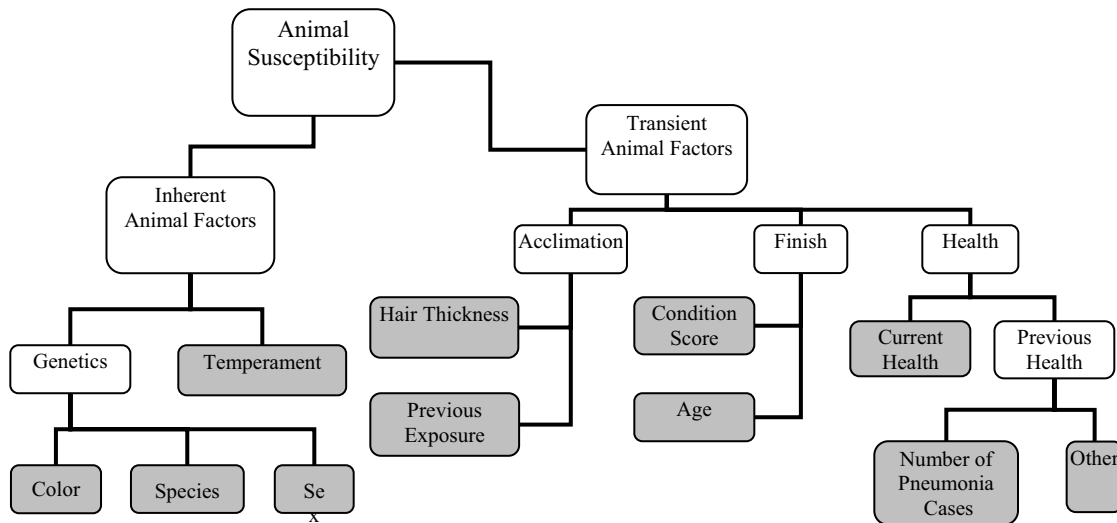 Animal
Susceptibility
Transient
Animal Factors
Inherent
Animal Factors
Acclimation
Finish
Health
Hair Thickness
Condition
Score
Current
Health
Previous
Health
Genetics
Temperament
Previous
Exposure
Age
Color
Species
Se
x
Number of
Pneumonia
Cases
Other